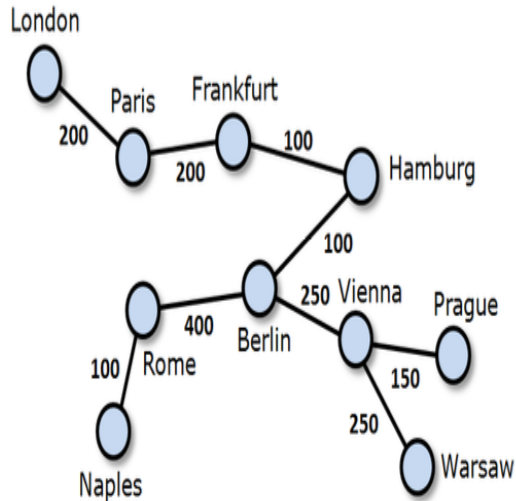 London
Paris
Frankfurt
200
200
100
Hamburg
100
250
Vienna
Prague
400
Berlin
100
Rome
150
250
Naples
Warsaw